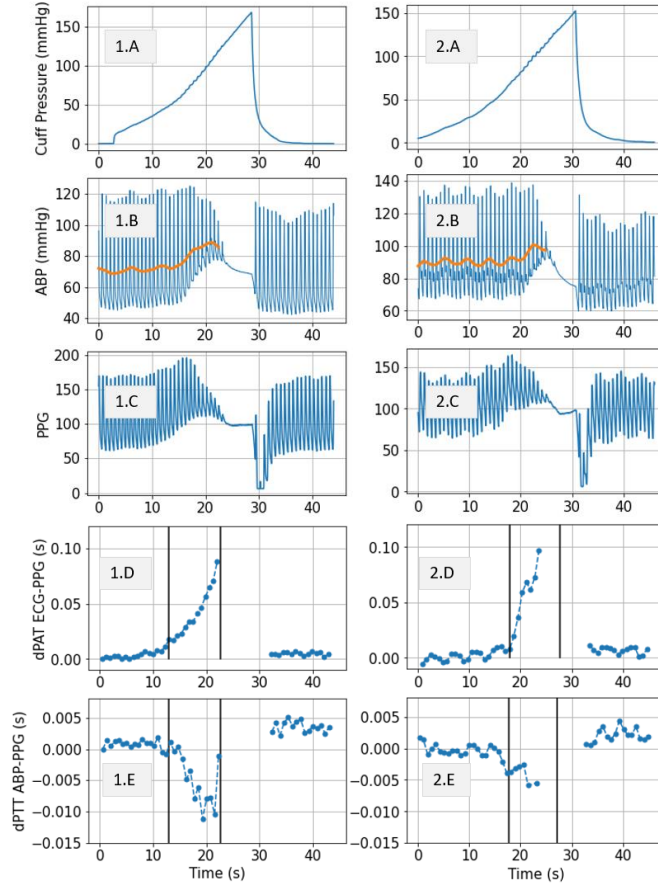 Cuff Pressure (mmHg)
150
100
50
0
1.A
0 10 20 30 40
150
100
50
0
2.A
0 10 20 30 40
ABP (mmHg)
120
100
80
60
40
1.B
0 10 20 30 40
140
120
100
80
60
2.B
0 10 20 30 40
PPG
200
150
100
50
0
1.C
0 10 20 30 40
150
100
50
0
2.C
0 10 20 30 40
dPAT ECG-PPG (s)
0.10
0.05
0.00
1.D
0 10 20 30 40
0.10
0.05
0.00
2.D
0 10 20 30 40
dPTT ABP-PPG (s)
0.005
0.000
−0.005
−0.010
−0.015
1.E
0 10 20 30 40
Time (s)
0.005
0.000
−0.005
−0.010
−0.015
2.E
0 10 20 30 40
Time (s)